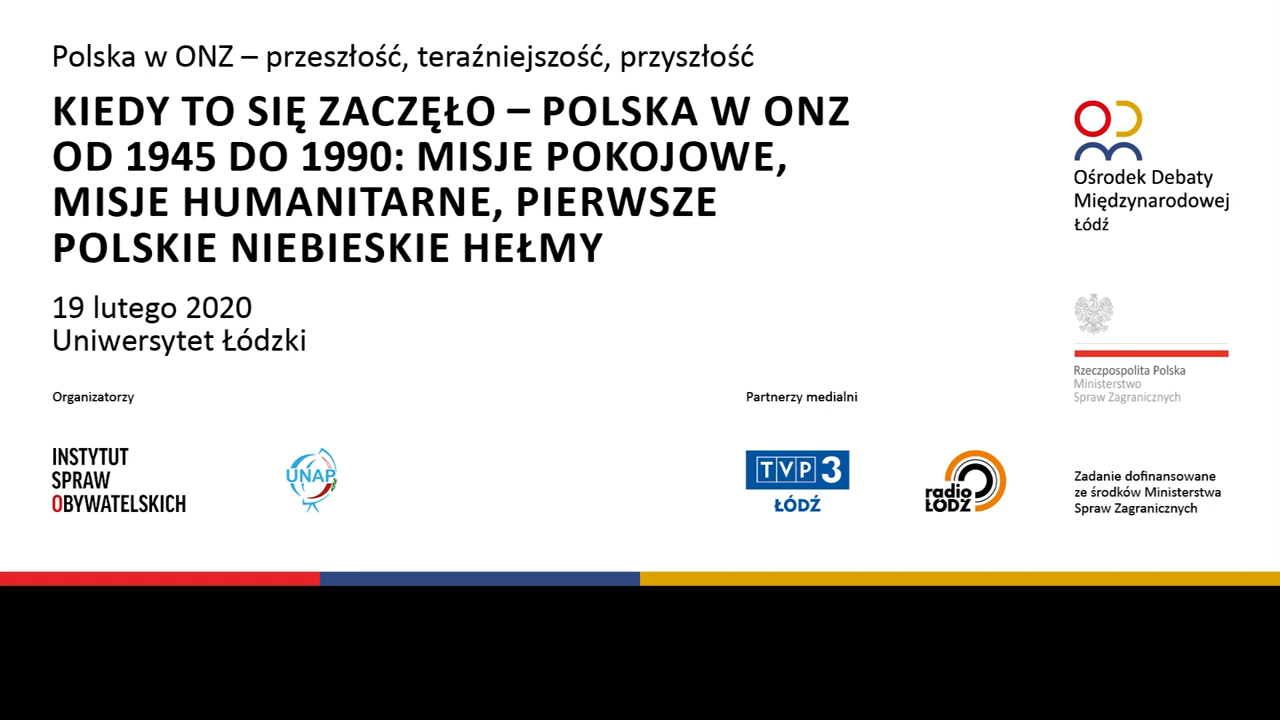 Polska w ONZ – przeszłość, teraźniejszość, przyszłość
KIEDY TO SIĘ ZACZĘŁO – POLSKA W ONZ
OD 1945 DO 1990: MISJE POKOJOWE,
MISJE HUMANITARNE, PIERWSZE
POLSKIE NIEBIESKIE HEŁMY
19 lutego 2020
Uniwersytet Łódzki
Ośrodek Debaty
Międzynarodowej
Łódź
Rzeczpospolita Polska
Ministerstwo
Spraw Zagranicznych
Organizatorzy
INSTYTUT
SPRAW
OBYWATELSKICH
UNAP
Partnerzy medialni
TVP 3
ŁÓDŹ
radio
ŁÓDŹ
Zadanie dofinansowane
ze środków Ministerstwa
Spraw Zagranicznych